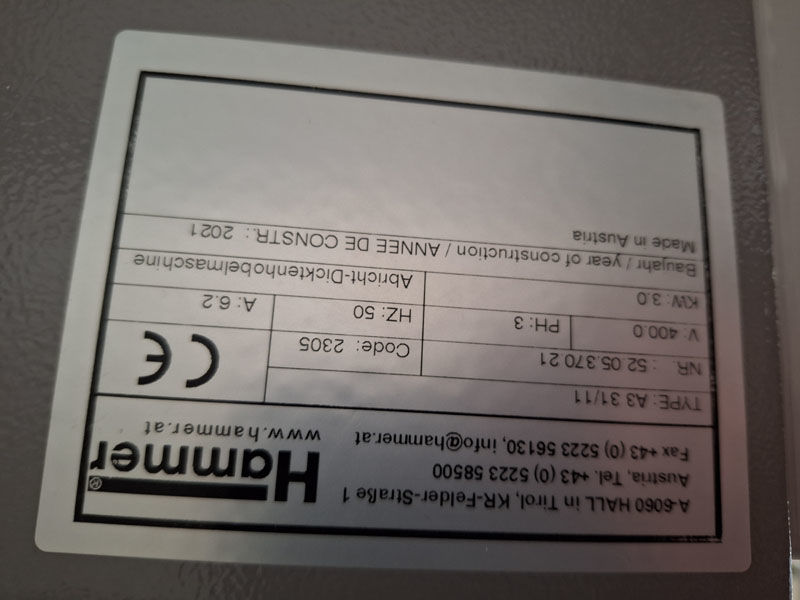 Hammer®
www.hammer.at
A-6060 HALL in Tirol, KR-Felder-Straße 1
Austria, Tel. +43 (0) 5223 58500
Fax +43 (0) 5223 56130, info@hammer.at
TYPE: A3 31/11
NR. : 52 05.370 21
Code: 2305
CE
V: 400.0
PH: 3
HZ: 50
A: 6.2
KW: 3.0
Abricht-Dicktenhobelmaschine
Baujahr / year of construction / ANNEE DE CONSTR.: 2021
Made in Austria